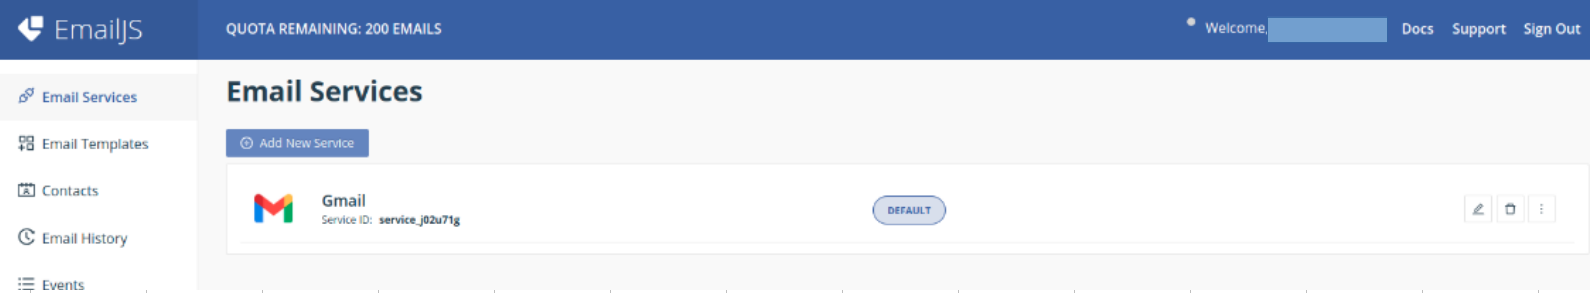 EmailJS
QUOTA REMAINING: 200 EMAILS
Welcome,
Docs
Support
Sign Out
Email Services
Email Templates
Contacts
Email History
Events
Email Services
Add New Service
Gmail
Service ID: service_j02u71g
DEFAULT